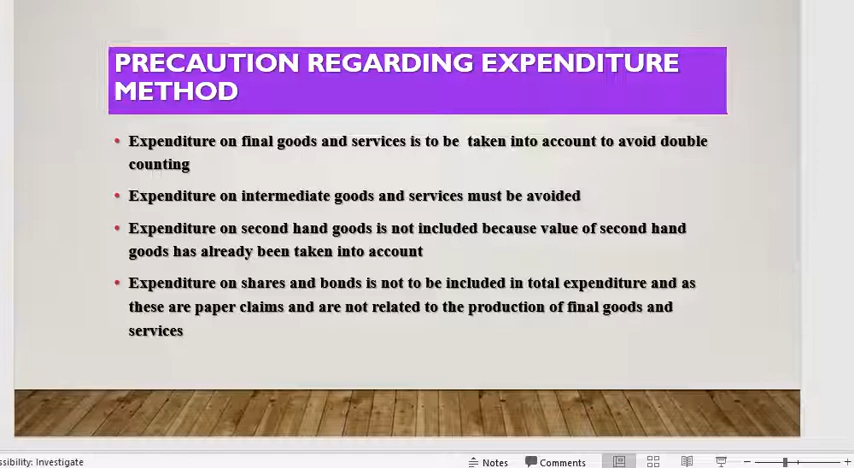 PRECAUTION REGARDING EXPENDITURE
METHOD
• Expenditure on final goods and services is to be taken into account to avoid double
counting
• Expenditure on intermediate goods and services must be avoided
• Expenditure on second hand goods is not included because value of second hand
goods has already been taken into account
• Expenditure on shares and bonds is not to be included in total expenditure and as
these are paper claims and are not related to the production of final goods and
services
ssibility: Investigate Notes Comments